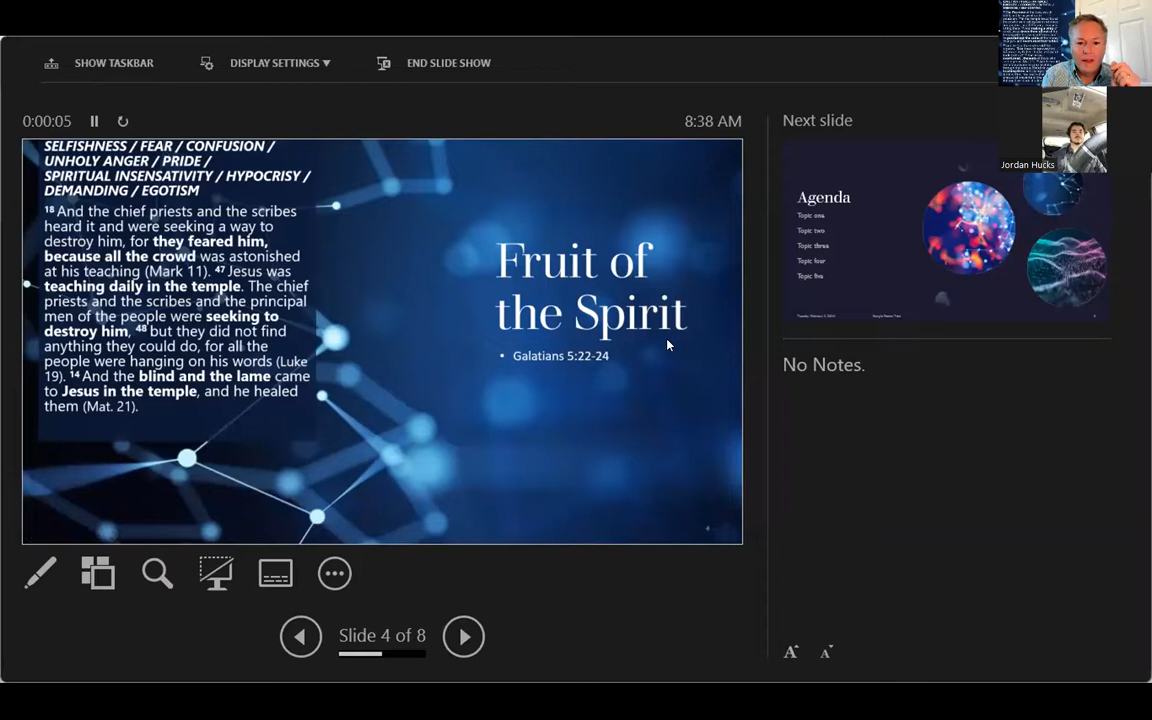 SHOW TASKBAR
DISPLAY SETTINGS ▼
END SLIDE SHOW
0:00:05
8:38 AM
Next slide
Jordan Hucks
SELFISHNESS / FEAR / CONFUSION /
UNHOLY ANGER / PRIDE /
SPIRITUAL INSENSATIVITY / HYPOCRISY /
DEMANDING / EGOTISM
18 And the chief priests and the scribes
heard it and were seeking a way to
destroy him, for they feared him,
because all the crowd was astonished
at his teaching (Mark 11). 47 Jesus was
teaching daily in the temple. The chief
priests and the scribes and the principal
men of the people were seeking to
destroy him, 48 but they did not find
anything they could do, for all the
people were hanging on his words (Luke
19). 14 And the blind and the lame came
to Jesus in the temple, and he healed
them (Mat. 21).
Fruit of
the Spirit
• Galatians 5:22-24
4
Agenda
Topic one
Topic two
Topic three
Topic four
Topic five
No Notes.
Slide 4 of 8
A A